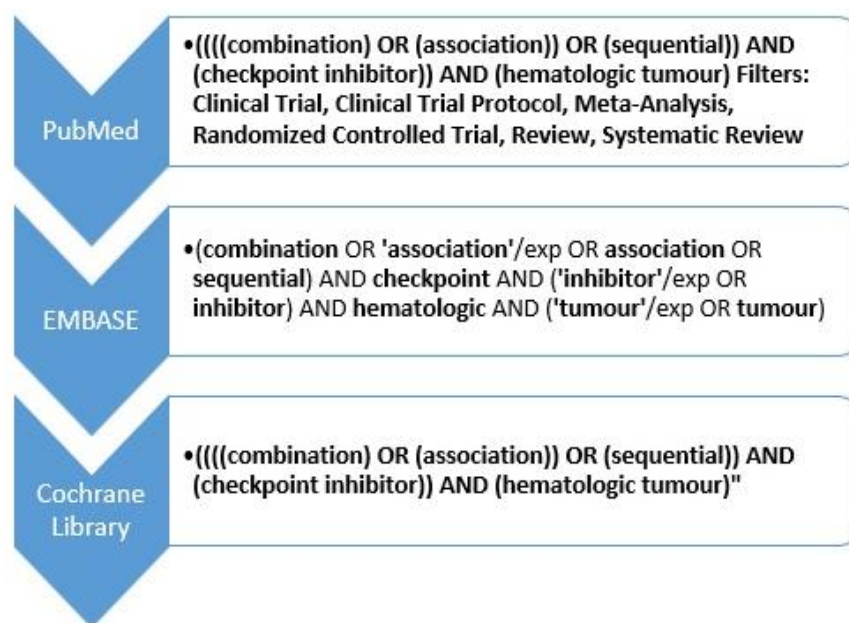 PubMed
•((((combination) OR (association)) OR (sequential)) AND
(checkpoint inhibitor)) AND (hematologic tumour) Filters:
Clinical Trial, Clinical Trial Protocol, Meta-Analysis,
Randomized Controlled Trial, Review, Systematic Review
EMBASE
•(combination OR 'association'/exp OR association OR
sequential) AND checkpoint AND ('inhibitor'/exp OR
inhibitor) AND hematologic AND ('tumour'/exp OR tumour)
Cochrane
Library
•((((combination) OR (association)) OR (sequential)) AND
(checkpoint inhibitor)) AND (hematologic tumour)"